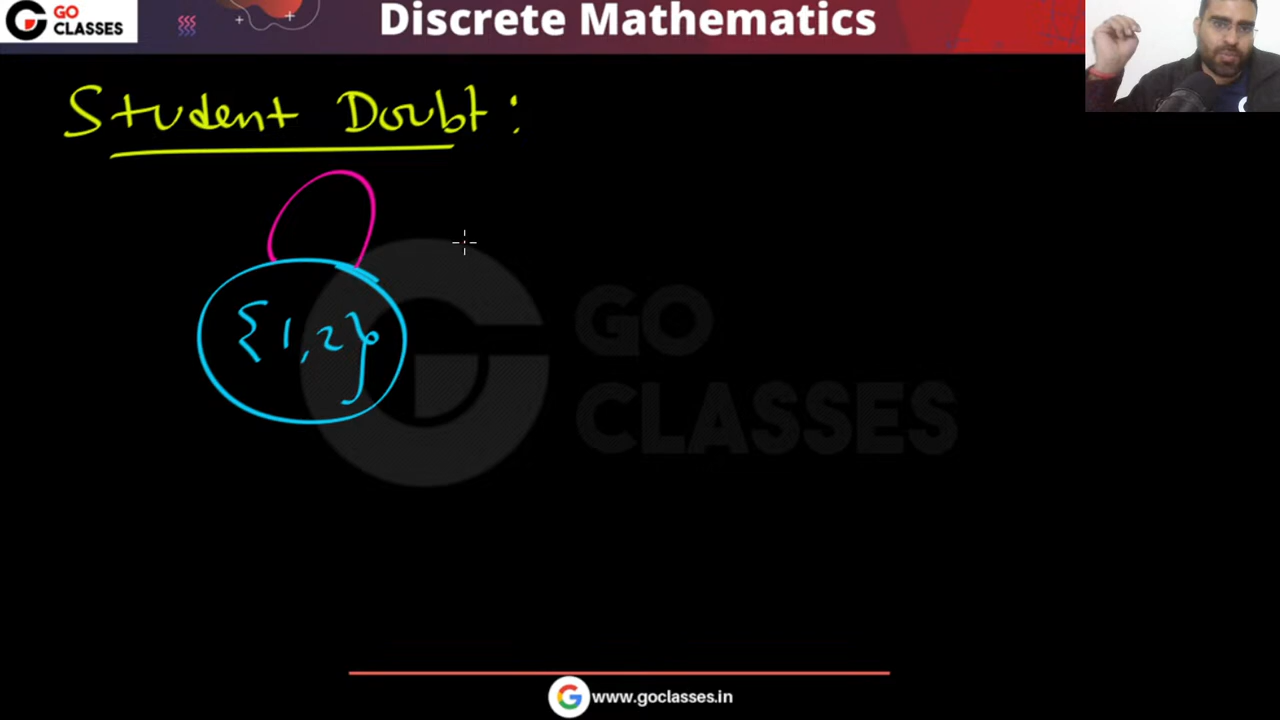 GO
CLASSES
Discrete Mathematics
Student Doubt:
{1,2}
GO
CLASSES
www.goclasses.in